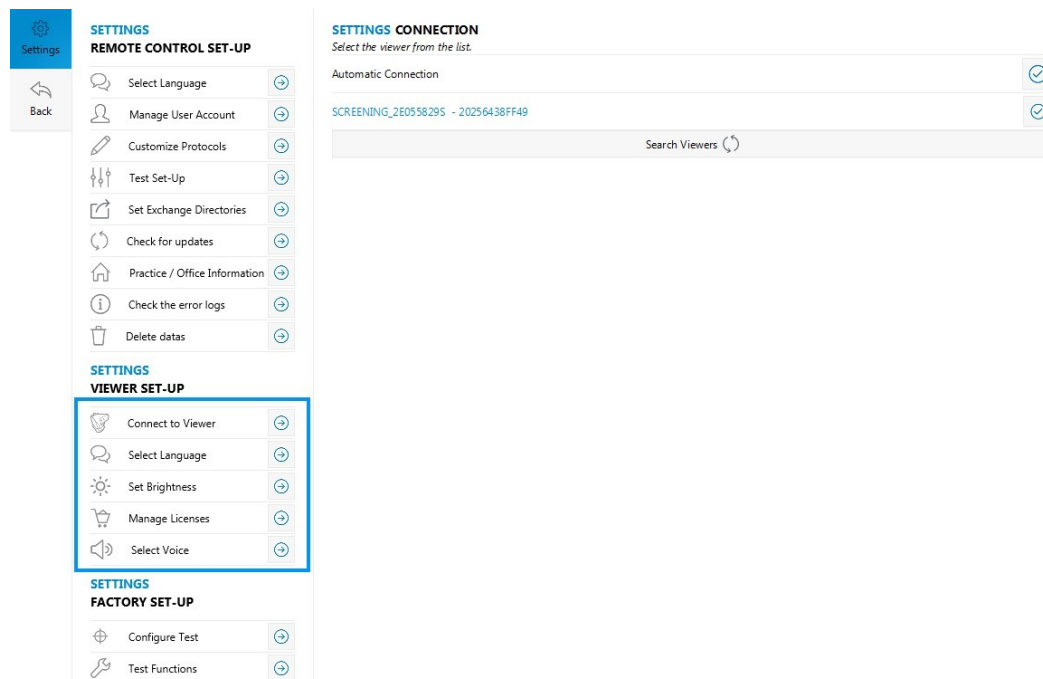 Settings
Back
SETTINGS
REMOTE CONTROL SET-UP
Select Language
Manage User Account
Customize Protocols
Test Set-Up
Set Exchange Directories
Check for updates
Practice / Office Information
Check the error logs
Delete datas
SETTINGS
VIEWER SET-UP
Connect to Viewer
Select Language
Set Brightness
Manage Licenses
Select Voice
SETTINGS
FACTORY SET-UP
Configure Test
Test Functions
SETTINGS CONNECTION
Select the viewer from the list.
Automatic Connection
SCREENING_2E055829S - 20256438FF49
Search Viewers